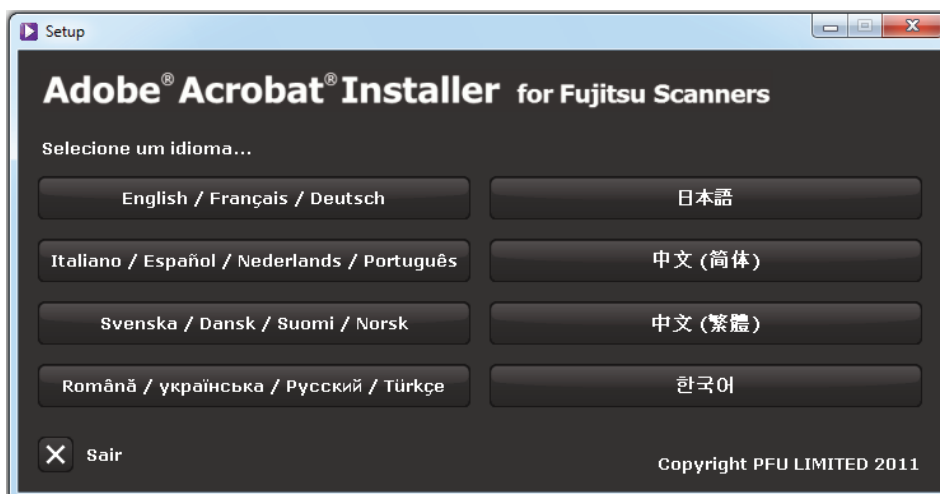 Setup
Adobe® Acrobat® Installer for Fujitsu Scanners
Selecione um idioma...
English / Français / Deutsch
日本語
Italiano / Español / Nederlands / Português
中文 (简体)
Svenska / Dansk / Suomi / Norsk
中文 (繁體)
Română / українська / Русский / Türkçe
한국어
Sair
Copyright PFU LIMITED 2011